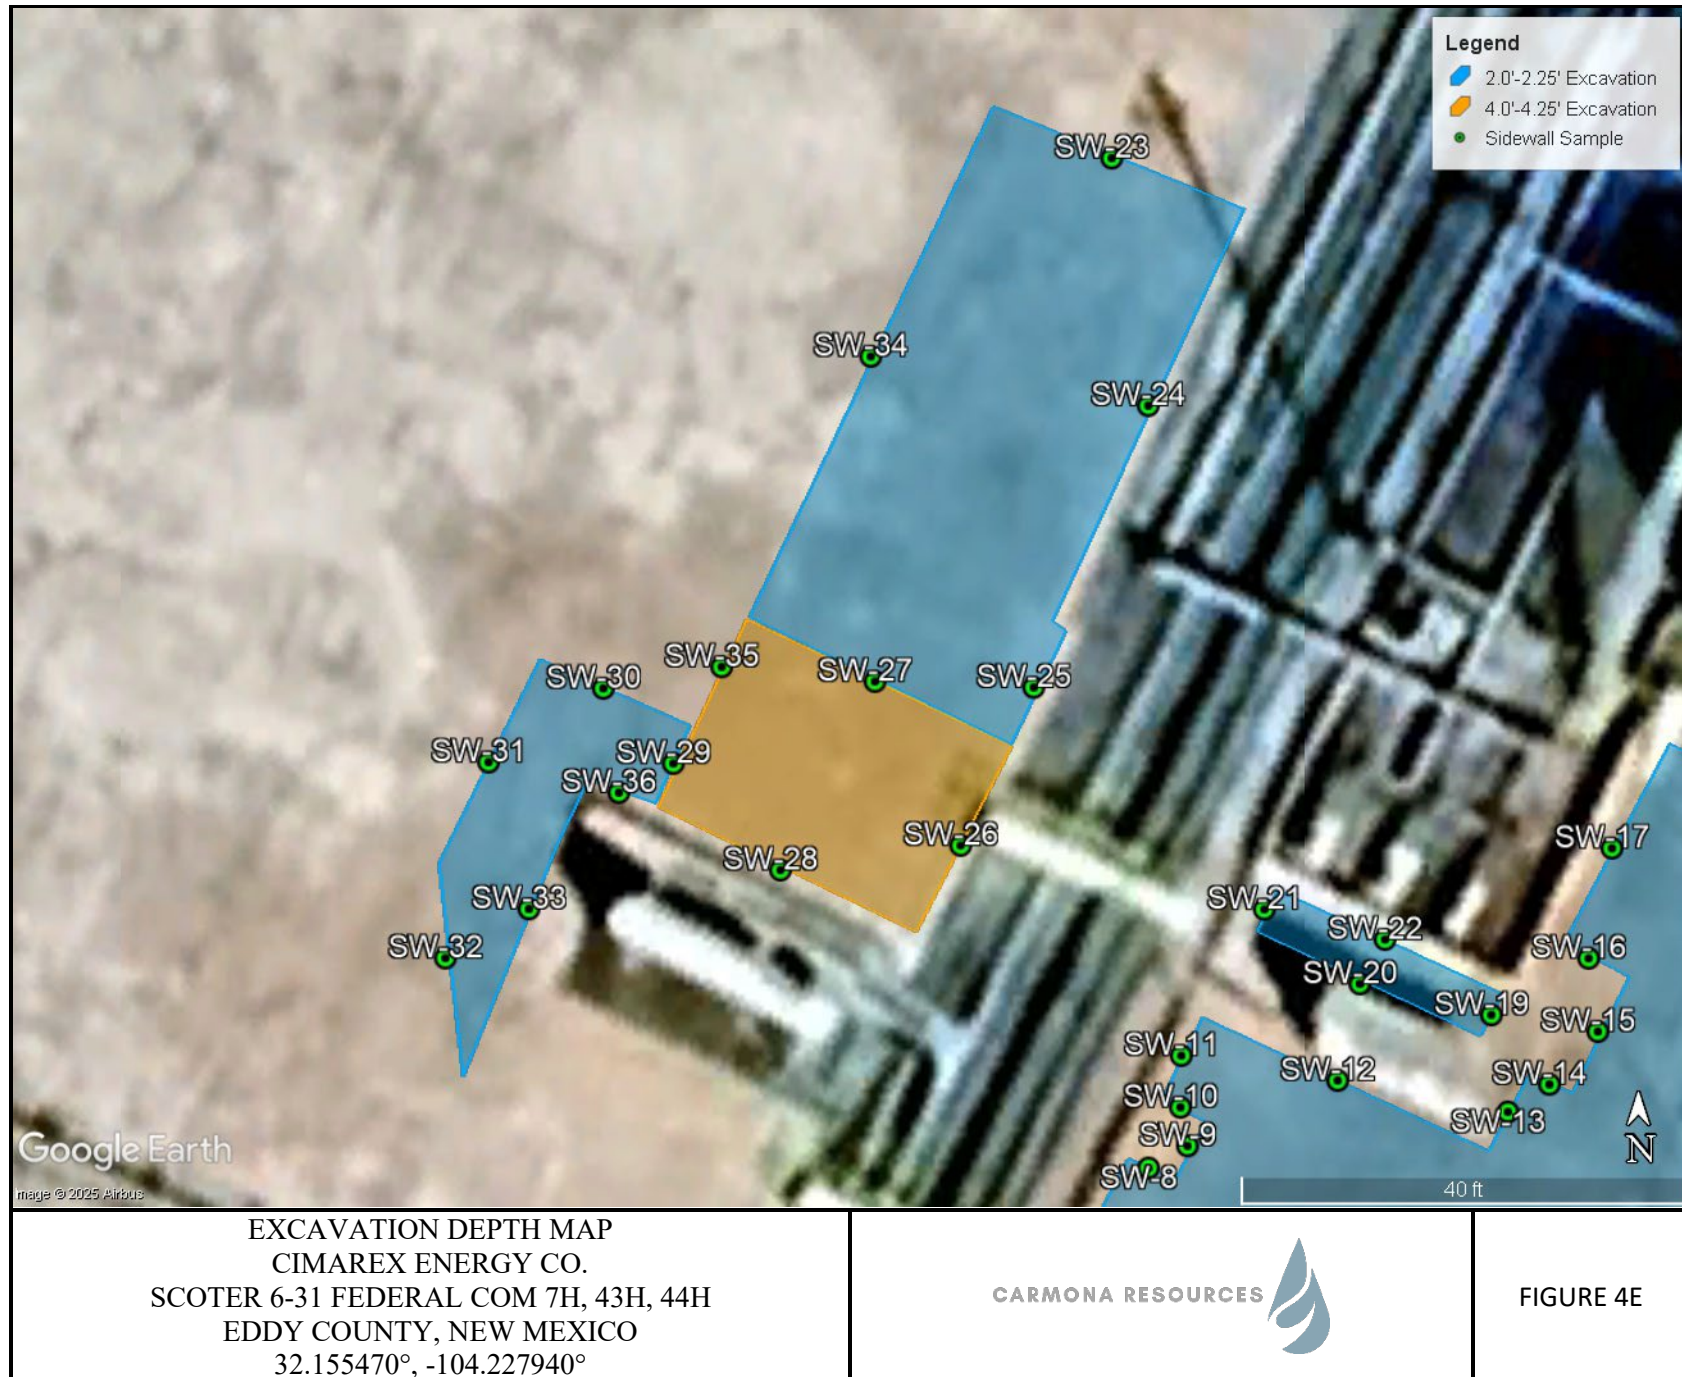 Legend
2.0'-2.25' Excavation
4.0'-4.25' Excavation
Sidewall Sample
SW-23
SW-34
SW-24
SW-35
SW-27
SW-25
SW-30
SW-31
SW-29
SW-36
SW-26
SW-28
SW-17
SW-33
SW-21
SW-22
SW-32
SW-16
SW-20
SW-19
SW-15
SW-11
SW-12
SW-14
SW-10
SW-13
SW-9
SW-8
N
Google Earth
mage © 2025 Airbus
40 ft
EXCAVATION DEPTH MAP
CIMAREX ENERGY CO.
SCOTER 6-31 FEDERAL COM 7H, 43H, 44H
EDDY COUNTY, NEW MEXICO
32.155470°, -104.227940°
CARMONA RESOURCES
FIGURE 4E